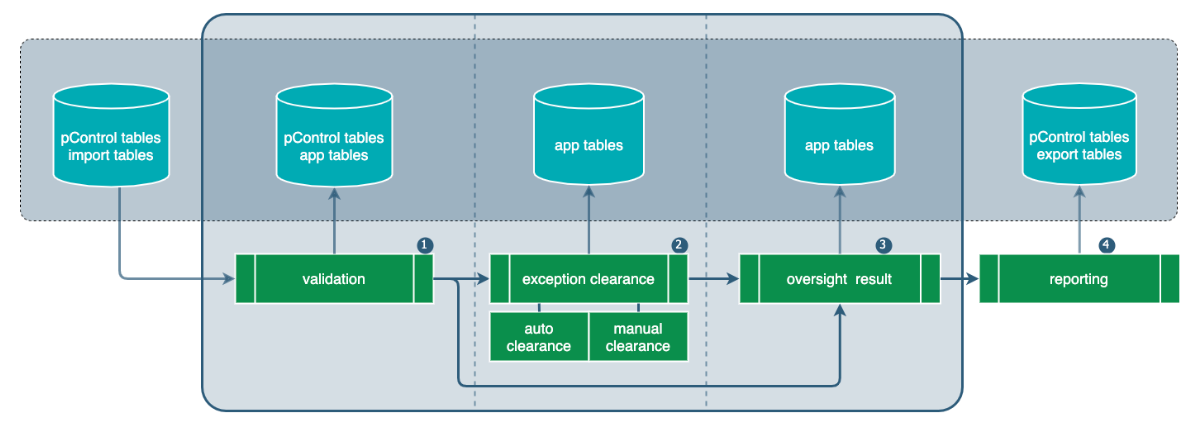 pControl tables
import tables
pControl tables
app tables
app tables
app tables
pControl tables
export tables
1
2
3
4
validation
exception clearance
oversight result
reporting
auto
clearance
manual
clearance